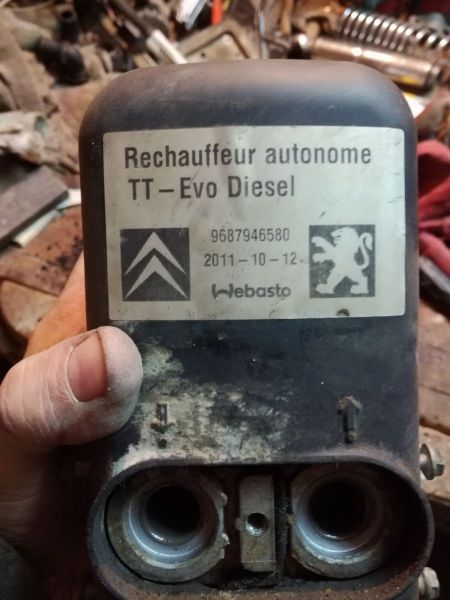 Rechauffeur autonome
TT-Evo Diesel
9687946580
2011-10-12
Webasto